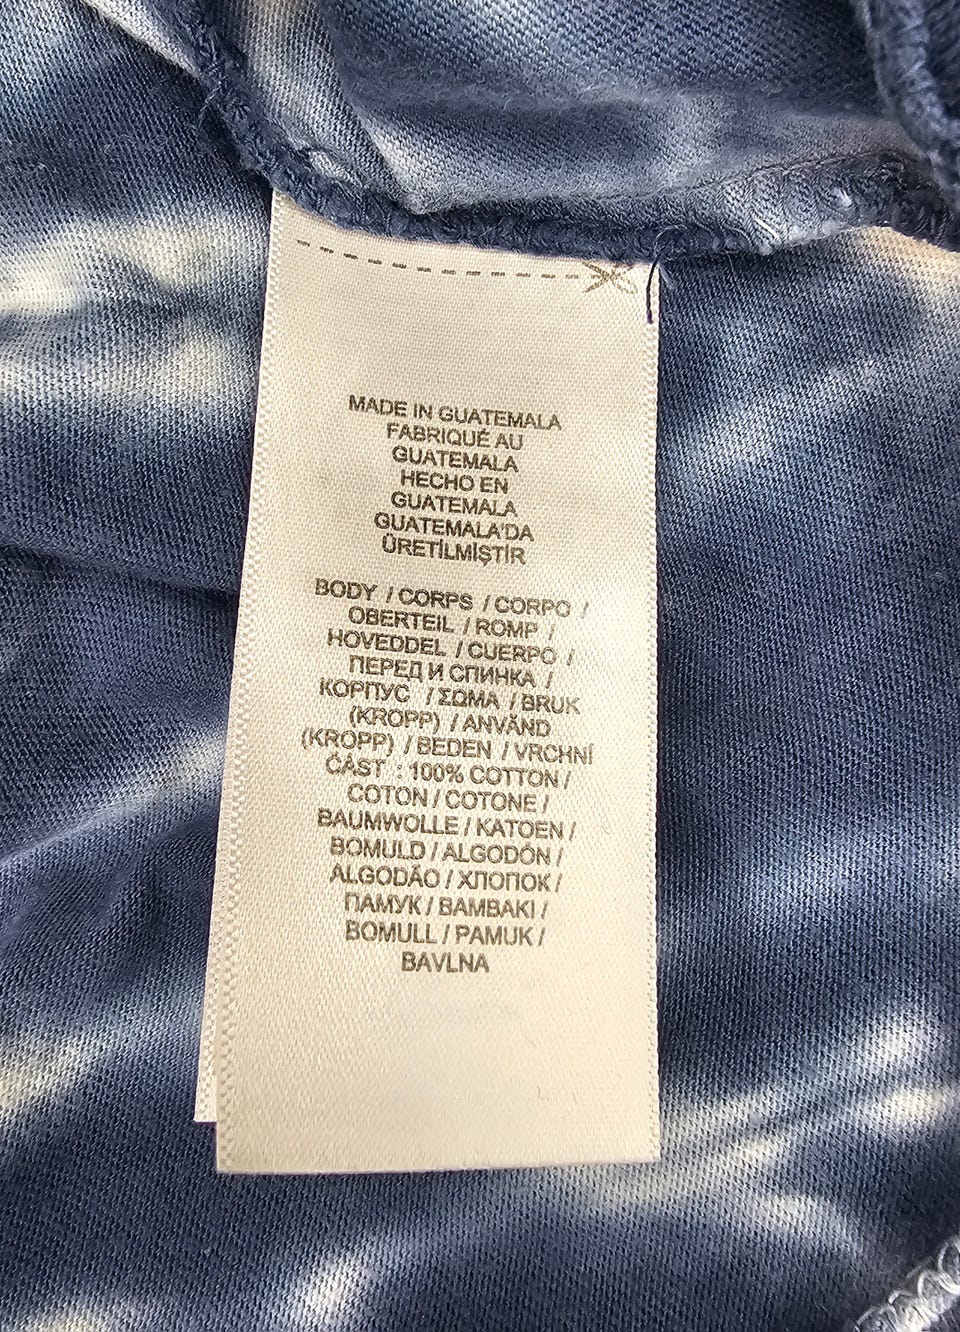 MADE IN GUATEMALA
FABRIQUÉ AU
GUATEMALA
HECHO EN
GUATEMALA
GUATEMALA'DA
ÜRETİLMİŞTİR
BODY / CORPS / CORPO /
OBERTEIL / ROMP /
HOVEDDEL / CUERPO /
ПЕРЕД И СПИНКА /
КОРПУС / ΣΩΜΑ / BRUK
(KROPP) / ANVÄND
(KROPP) / BEDEN / VRCHNÍ
ČÁST : 100% COTTON /
COTON / COTONE /
BAUMWOLLE / KATOEN /
BOMULD / ALGODÓN /
ALGODÃO / ХЛОПОК /
ПАМУК / BAMBAKI /
BOMULL / PAMUK /
BAVLNA